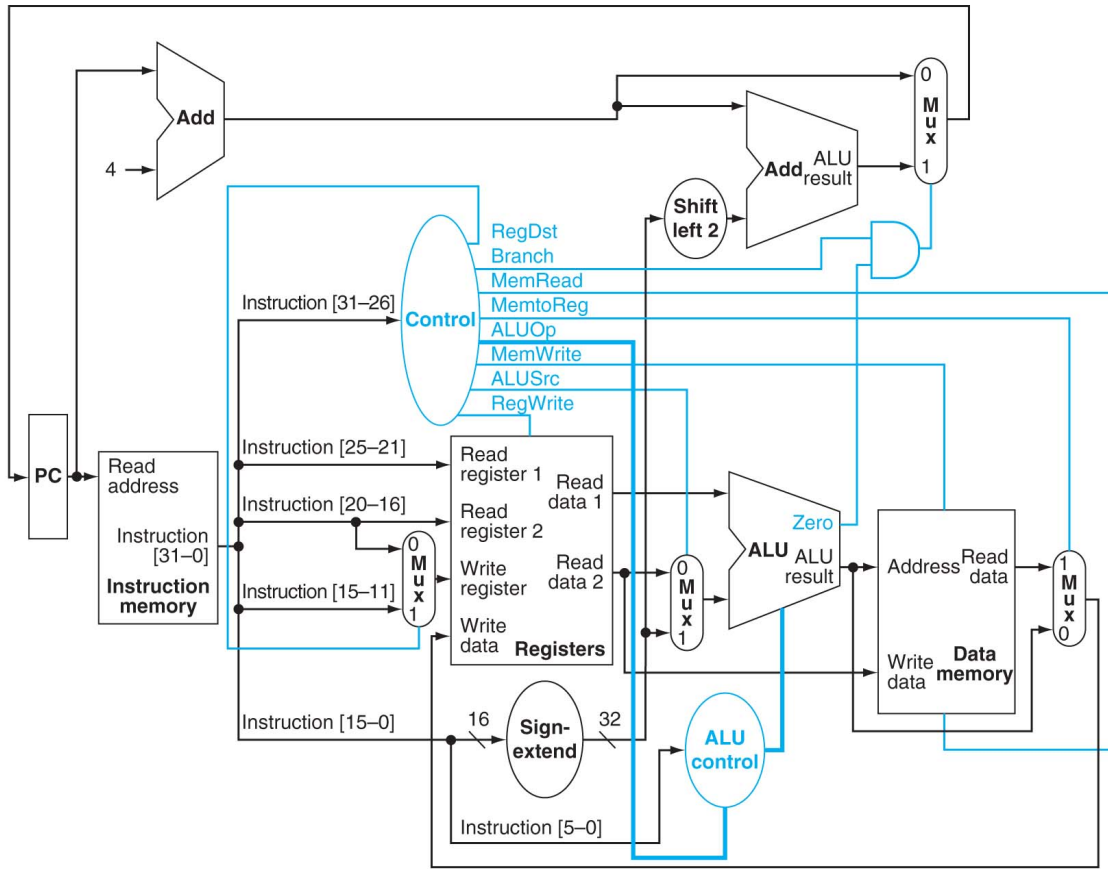 0
M
u
x
1
Add
4
Add
ALU
result
Shift
left 2
RegDst
Branch
MemRead
MemtoReg
ALUOp
MemWrite
ALUSrc
RegWrite
Instruction [31–26]
Control
PC
Read
address
Instruction
[31–0]
Instruction
memory
Instruction [25–21]
Instruction [20–16]
Instruction [15–11]
0
M
u
x
1
Read
register 1
Read
register 2
Write
register
Write
data
Read
data 1
Read
data 2
Registers
0
M
u
x
1
Zero
ALU
ALU
result
Address
Read
data
Write
data
Data
memory
1
M
u
x
0
Instruction [15–0]
16
Sign-
extend
32
ALU
control
Instruction [5–0]